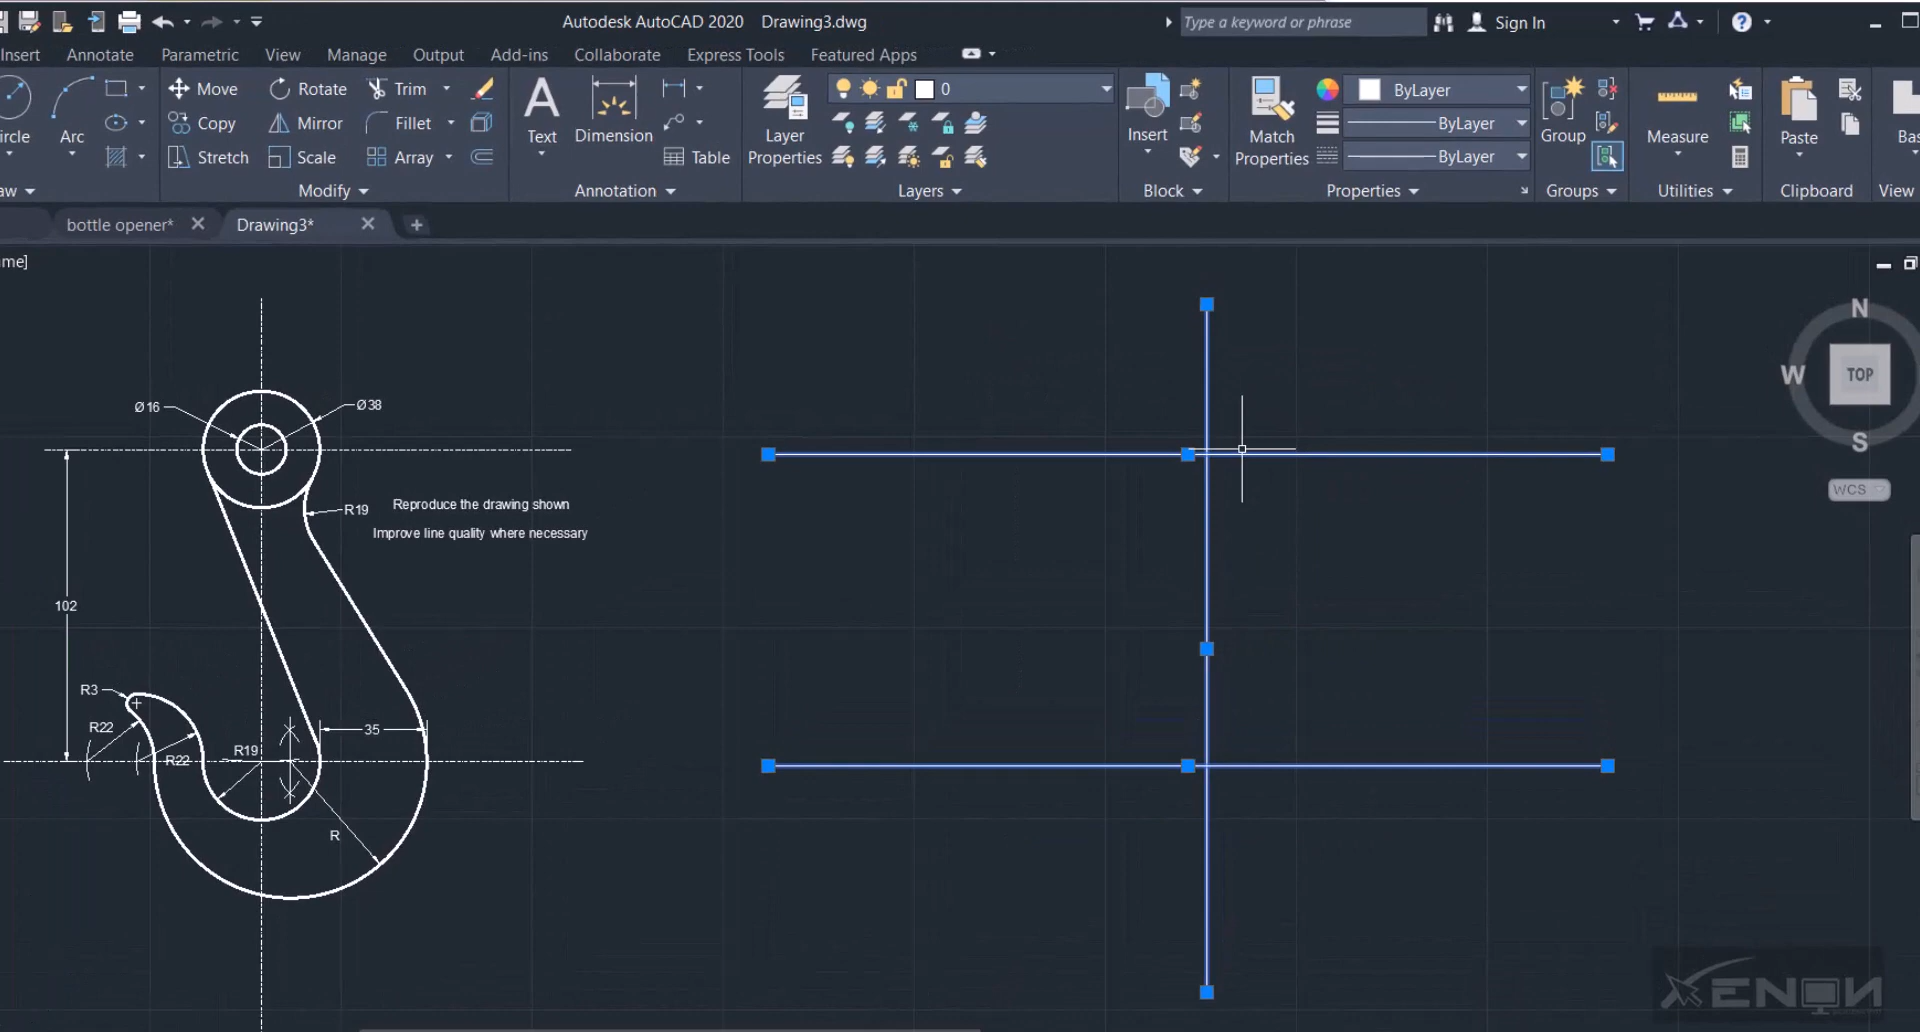 Autodesk AutoCAD 2020 Drawing3.dwg
Type a keyword or phrase
Sign In
Insert Annotate Parametric View Manage Output Add-ins Collaborate Express Tools Featured Apps
ircle
Arc
Move Rotate Trim
Copy Mirror Fillet
Stretch Scale Array
Text
Dimension
Table
Layer
Properties
0
Insert
Match
Properties
ByLayer
ByLayer
ByLayer
Group
Measure
Paste
Bas
aw Modify Annotation Layers Block Properties Groups Utilities Clipboard View
bottle opener* Drawing3*
me]
N
W TOP
S
WCS
Ø16
Ø38
R19
Reproduce the drawing shown
Improve line quality where necessary
102
R3
R22
R22
R19
35
R
XENON